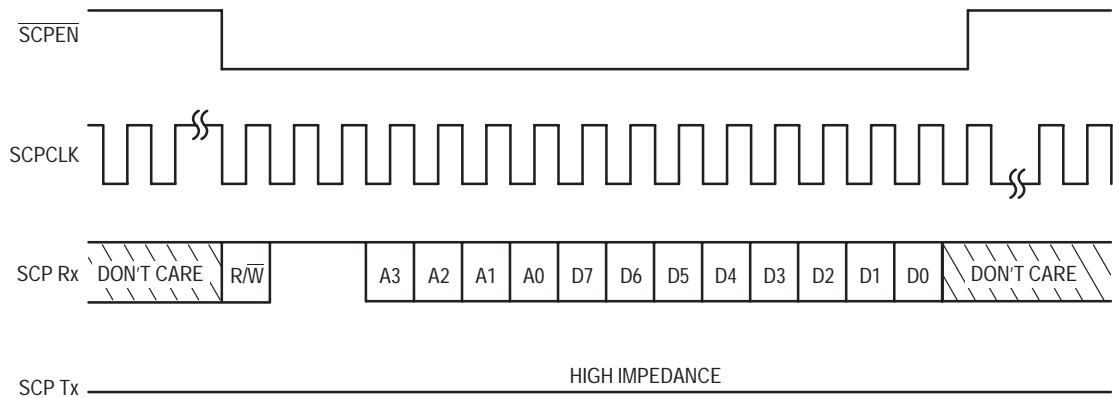 S̅C̅P̅E̅N̅
SCPCLK
SCP Rx DON'T CARE R/W̅ A3 A2 A1 A0 D7 D6 D5 D4 D3 D2 D1 D0 DON'T CARE
HIGH IMPEDANCE
SCP Tx